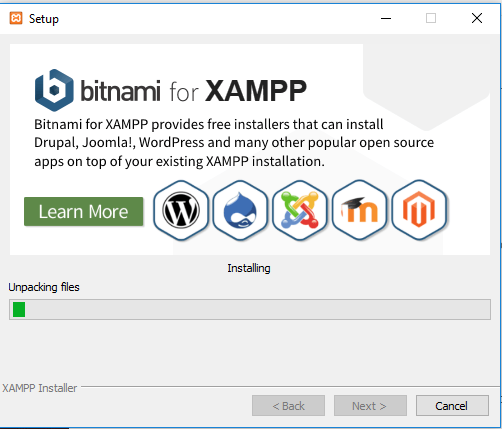 Setup
bitnami for XAMPP
Bitnami for XAMPP provides free installers that can install
Drupal, Joomla!, WordPress and many other popular open source
apps on top of your existing XAMPP installation.
Learn More
Installing
Unpacking files
XAMPP Installer
< Back
Next >
Cancel